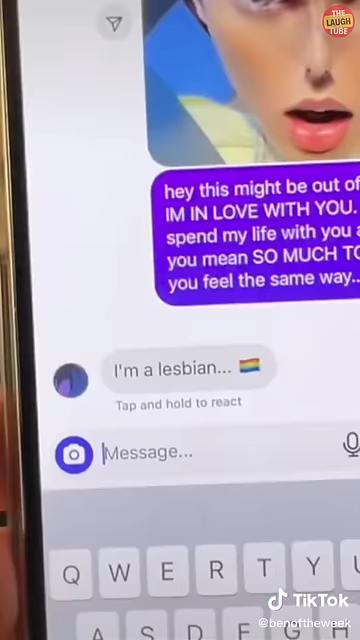 THE
LAUGH
TUBE
hey this might be out of
IM IN LOVE WITH YOU.
spend my life with you a
you mean SO MUCH TO
you feel the same way..
I'm a lesbian... 🏳️‍🌈
Tap and hold to react
Message...
Q W E R T Y U
A S D F G H
TikTok
@benoftheweek